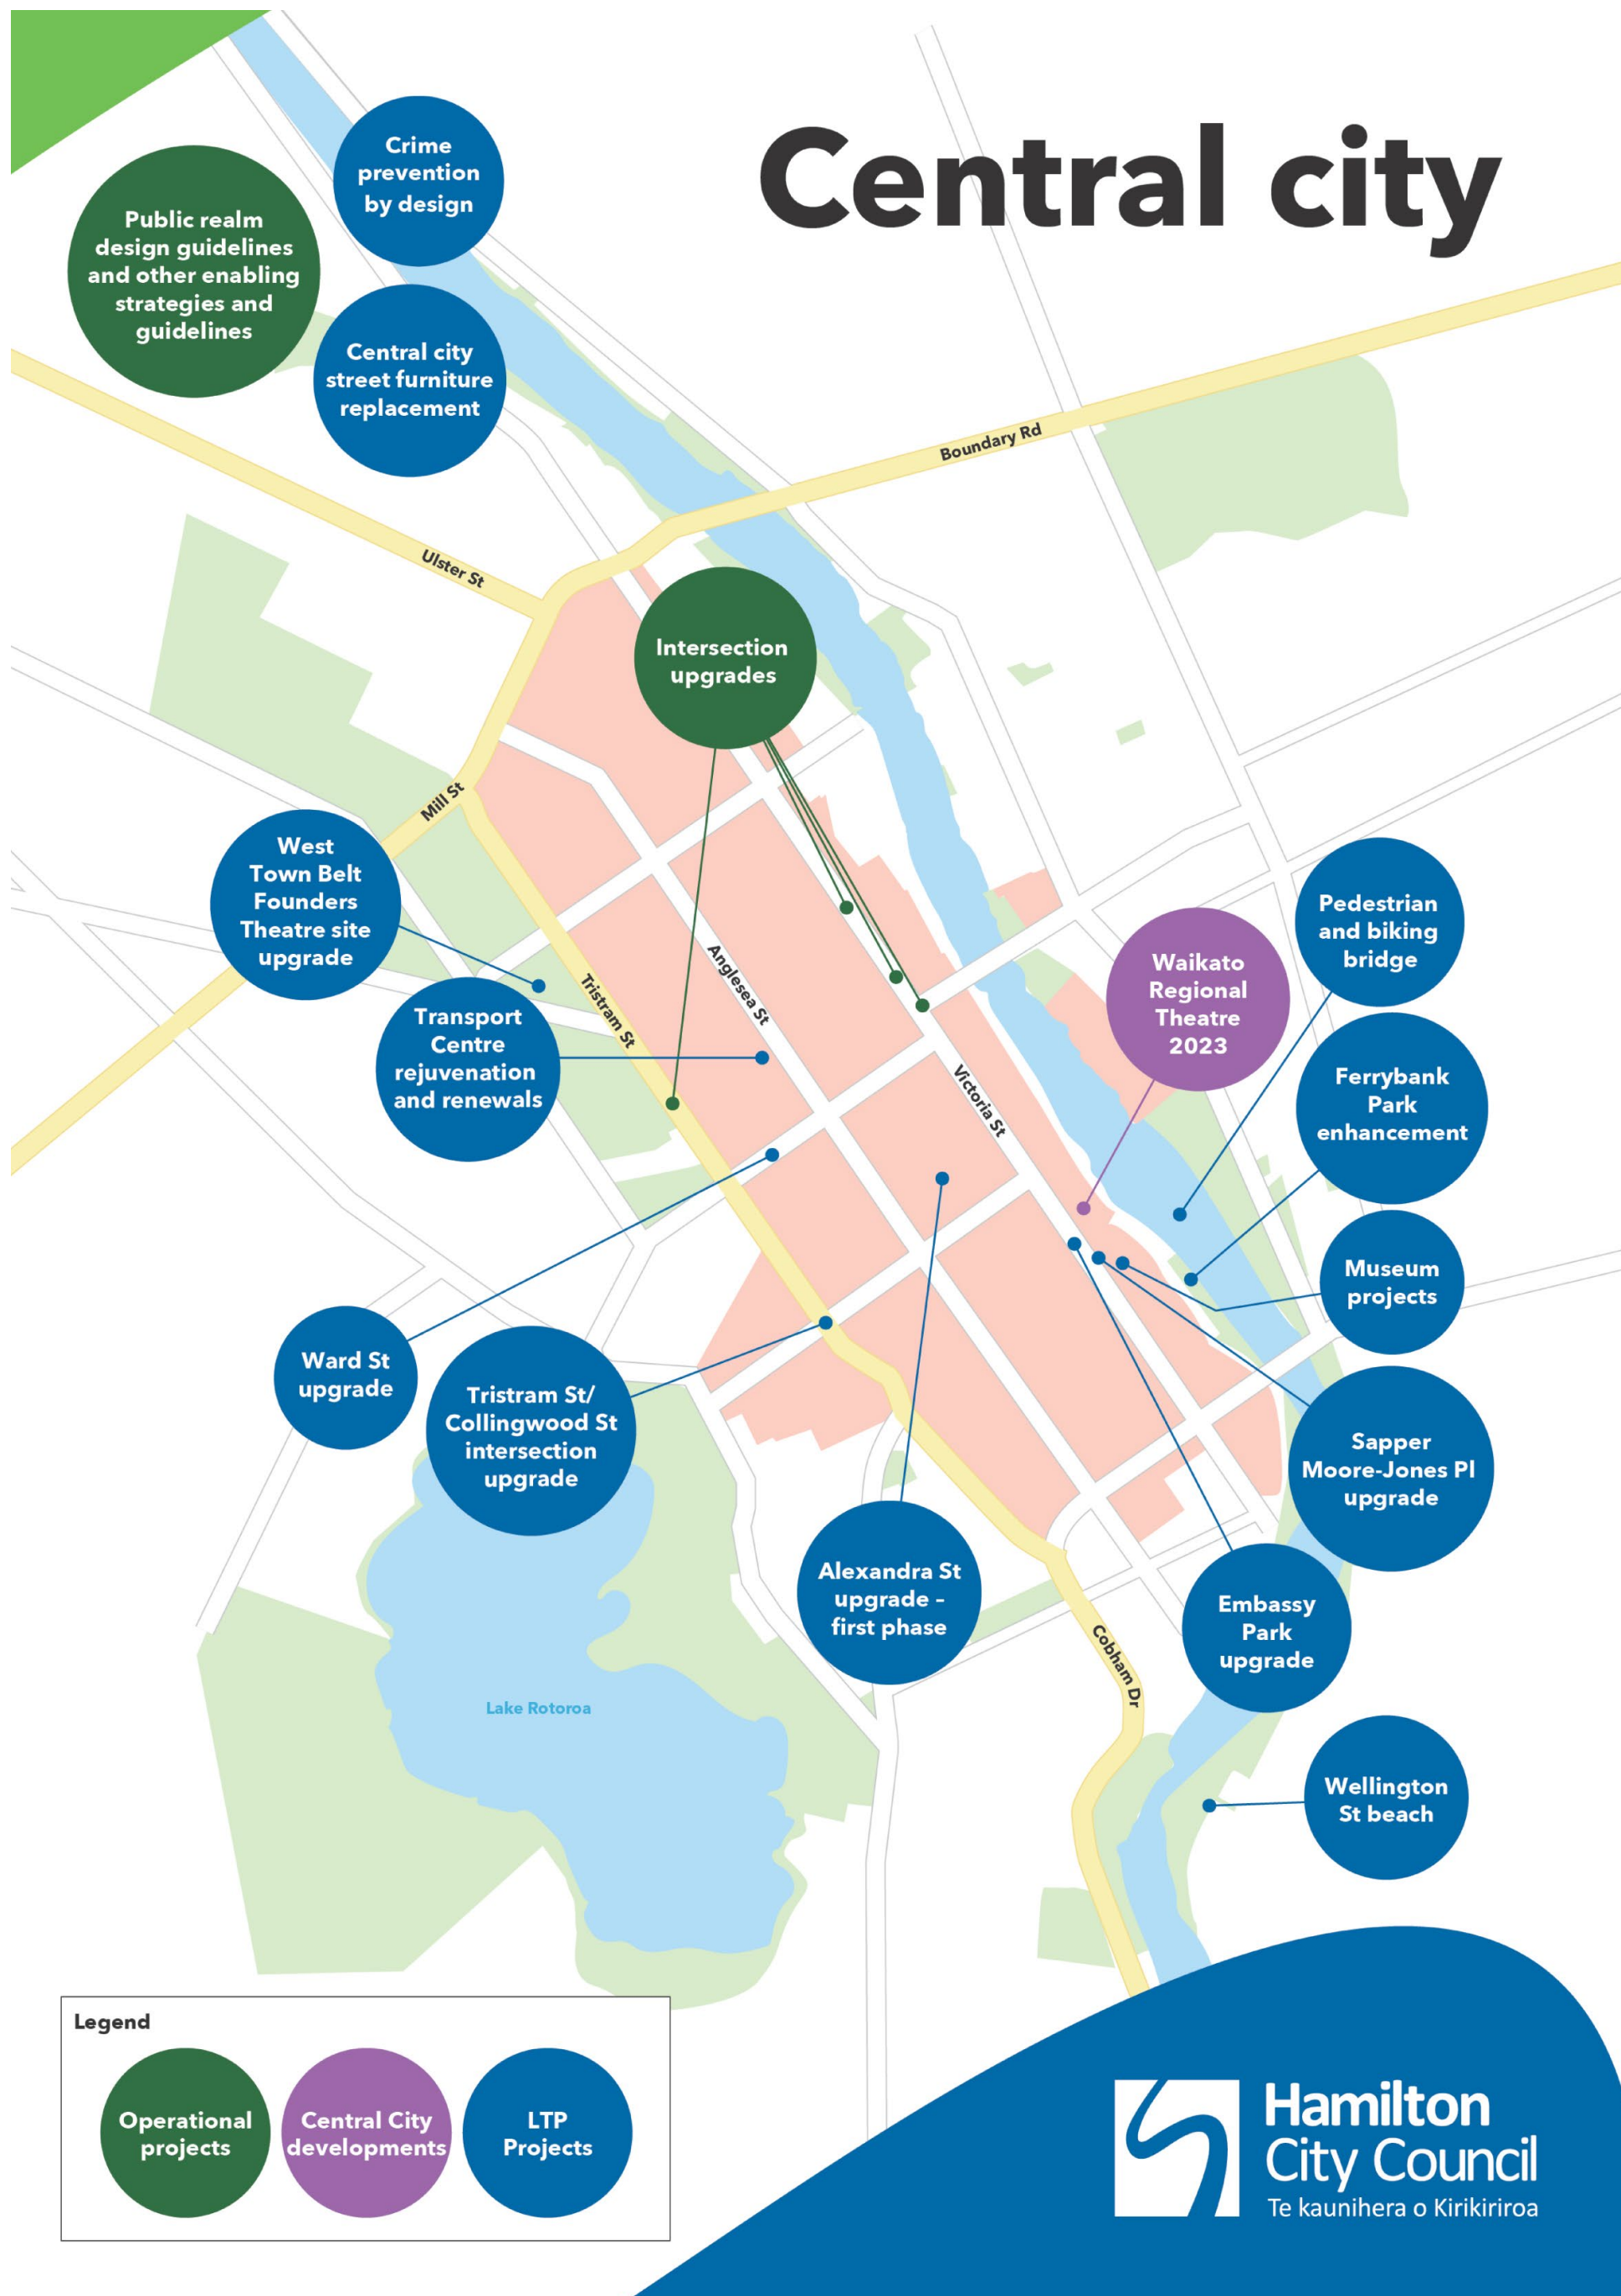 Central city
Crime
prevention
by design
Public realm
design guidelines
and other enabling
strategies and
guidelines
Central city
street furniture
replacement
Boundary Rd
Ulster St
Intersection
upgrades
Mill St
West
Town Belt
Founders
Theatre site
upgrade
Pedestrian
and biking
bridge
Anglesea St
Tristram St
Waikato
Regional
Theatre
2023
Transport
Centre
rejuvenation
and renewals
Victoria St
Ferrybank
Park
enhancement
Museum
projects
Ward St
upgrade
Tristram St/
Collingwood St
intersection
upgrade
Sapper
Moore-Jones Pl
upgrade
Alexandra St
upgrade –
first phase
Embassy
Park
upgrade
Cobham Dr
Lake Rotoroa
Wellington
St beach
Legend
Operational
projects
Central City
developments
LTP
Projects
Hamilton
City Council
Te kaunihera o Kirikiriroa